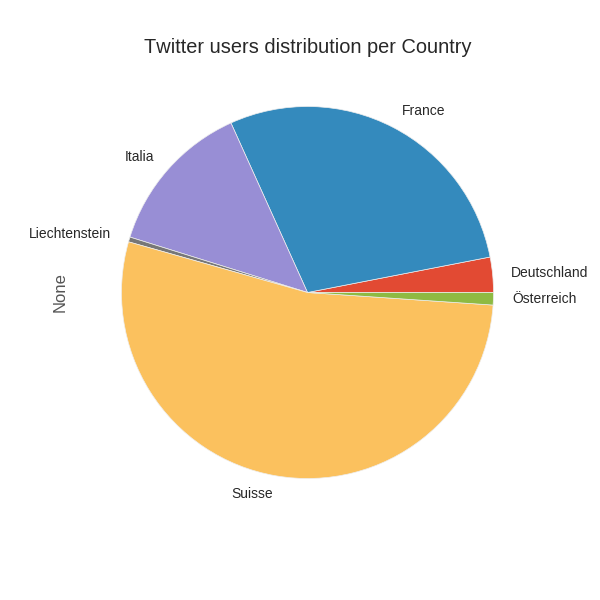 Twitter users distribution per Country
France
Italia
Liechtenstein
Deutschland
Österreich
None
Suisse